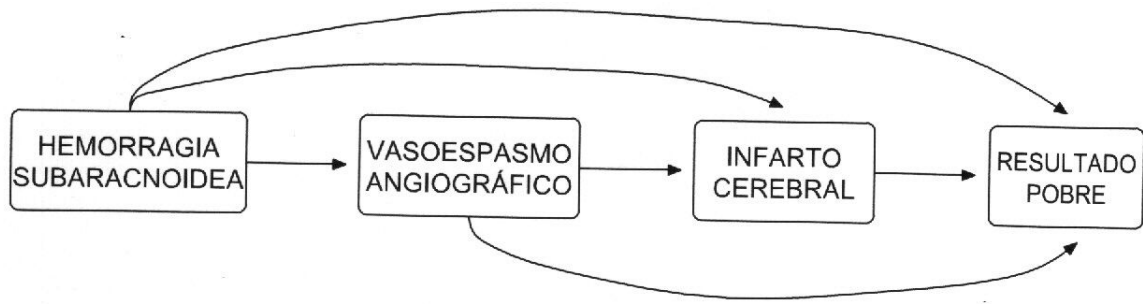 HEMORRAGIA
SUBARACNOIDEA
VASOESPASMO
ANGIOGRÁFICO
INFARTO
CEREBRAL
RESULTADO
POBRE